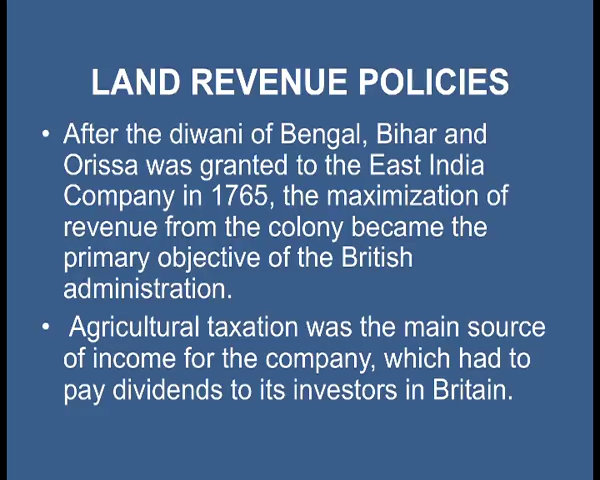 LAND REVENUE POLICIES
• After the diwani of Bengal, Bihar and
Orissa was granted to the East India
Company in 1765, the maximization of
revenue from the colony became the
primary objective of the British
administration.
• Agricultural taxation was the main source
of income for the company, which had to
pay dividends to its investors in Britain.